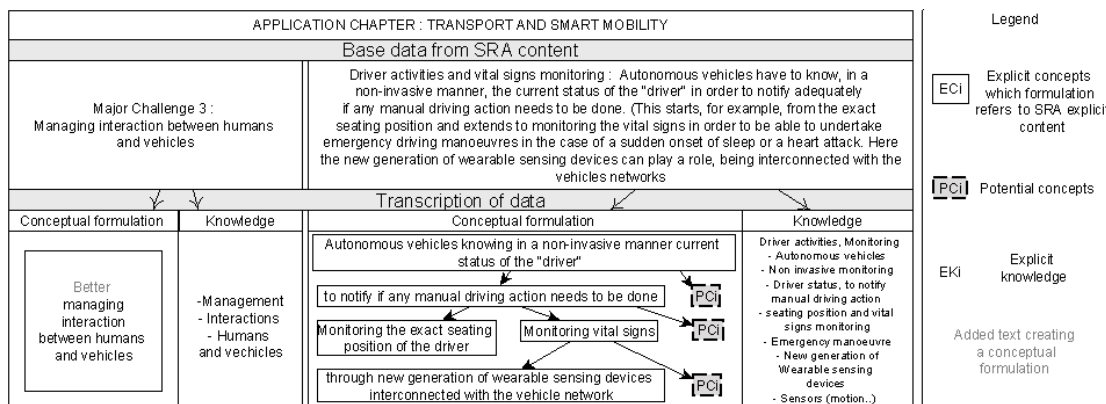 APPLICATION CHAPTER : TRANSPORT AND SMART MOBILITY
Base data from SRA content
Major Challenge 3 :
Managing interaction between humans
and vehicles
Driver activities and vital signs monitoring : Autonomous vehicles have to know, in a
non-invasive manner, the current status of the "driver" in order to notify adequately
if any manual driving action needs to be done. (This starts, for example, from the exact
seating position and extends to monitoring the vital signs in order to be able to undertake
emergency driving manoeuvres in the case of a sudden onset of sleep or a heart attack. Here
the new generation of wearable sensing devices can play a role, being interconnected with the
vehicles networks
Transcription of data
Conceptual formulation
Knowledge
Conceptual formulation
Knowledge
Better
managing
interaction
between humans
and vehicles
-Management
- Interactions
- Humans
and vechicles
Autonomous vehicles knowing in a non-invasive manner current
status of the "driver"
to notify if any manual driving action needs to be done
PCi
Monitoring the exact seating
position of the driver
Monitoring vital signs
PCi
through new generation of wearable sensing devices
interconnected with the vehicle network
PCi
Driver activities, Monitoring
- Autonomous vehicles
- Non invasive monitoring
- Driver status, to notify
manual driving action
- seating position and vital
signs monitoring
- Emergency manoeuvre
- New generation of
Wearable sensing
devices
- Sensors (motion..)
Legend
ECi
Explicit concepts
which formulation
refers to SRA explicit
content
PCi
Potential concepts
EKi
Explicit
knowledge
Added text creating
a conceptual
formulation